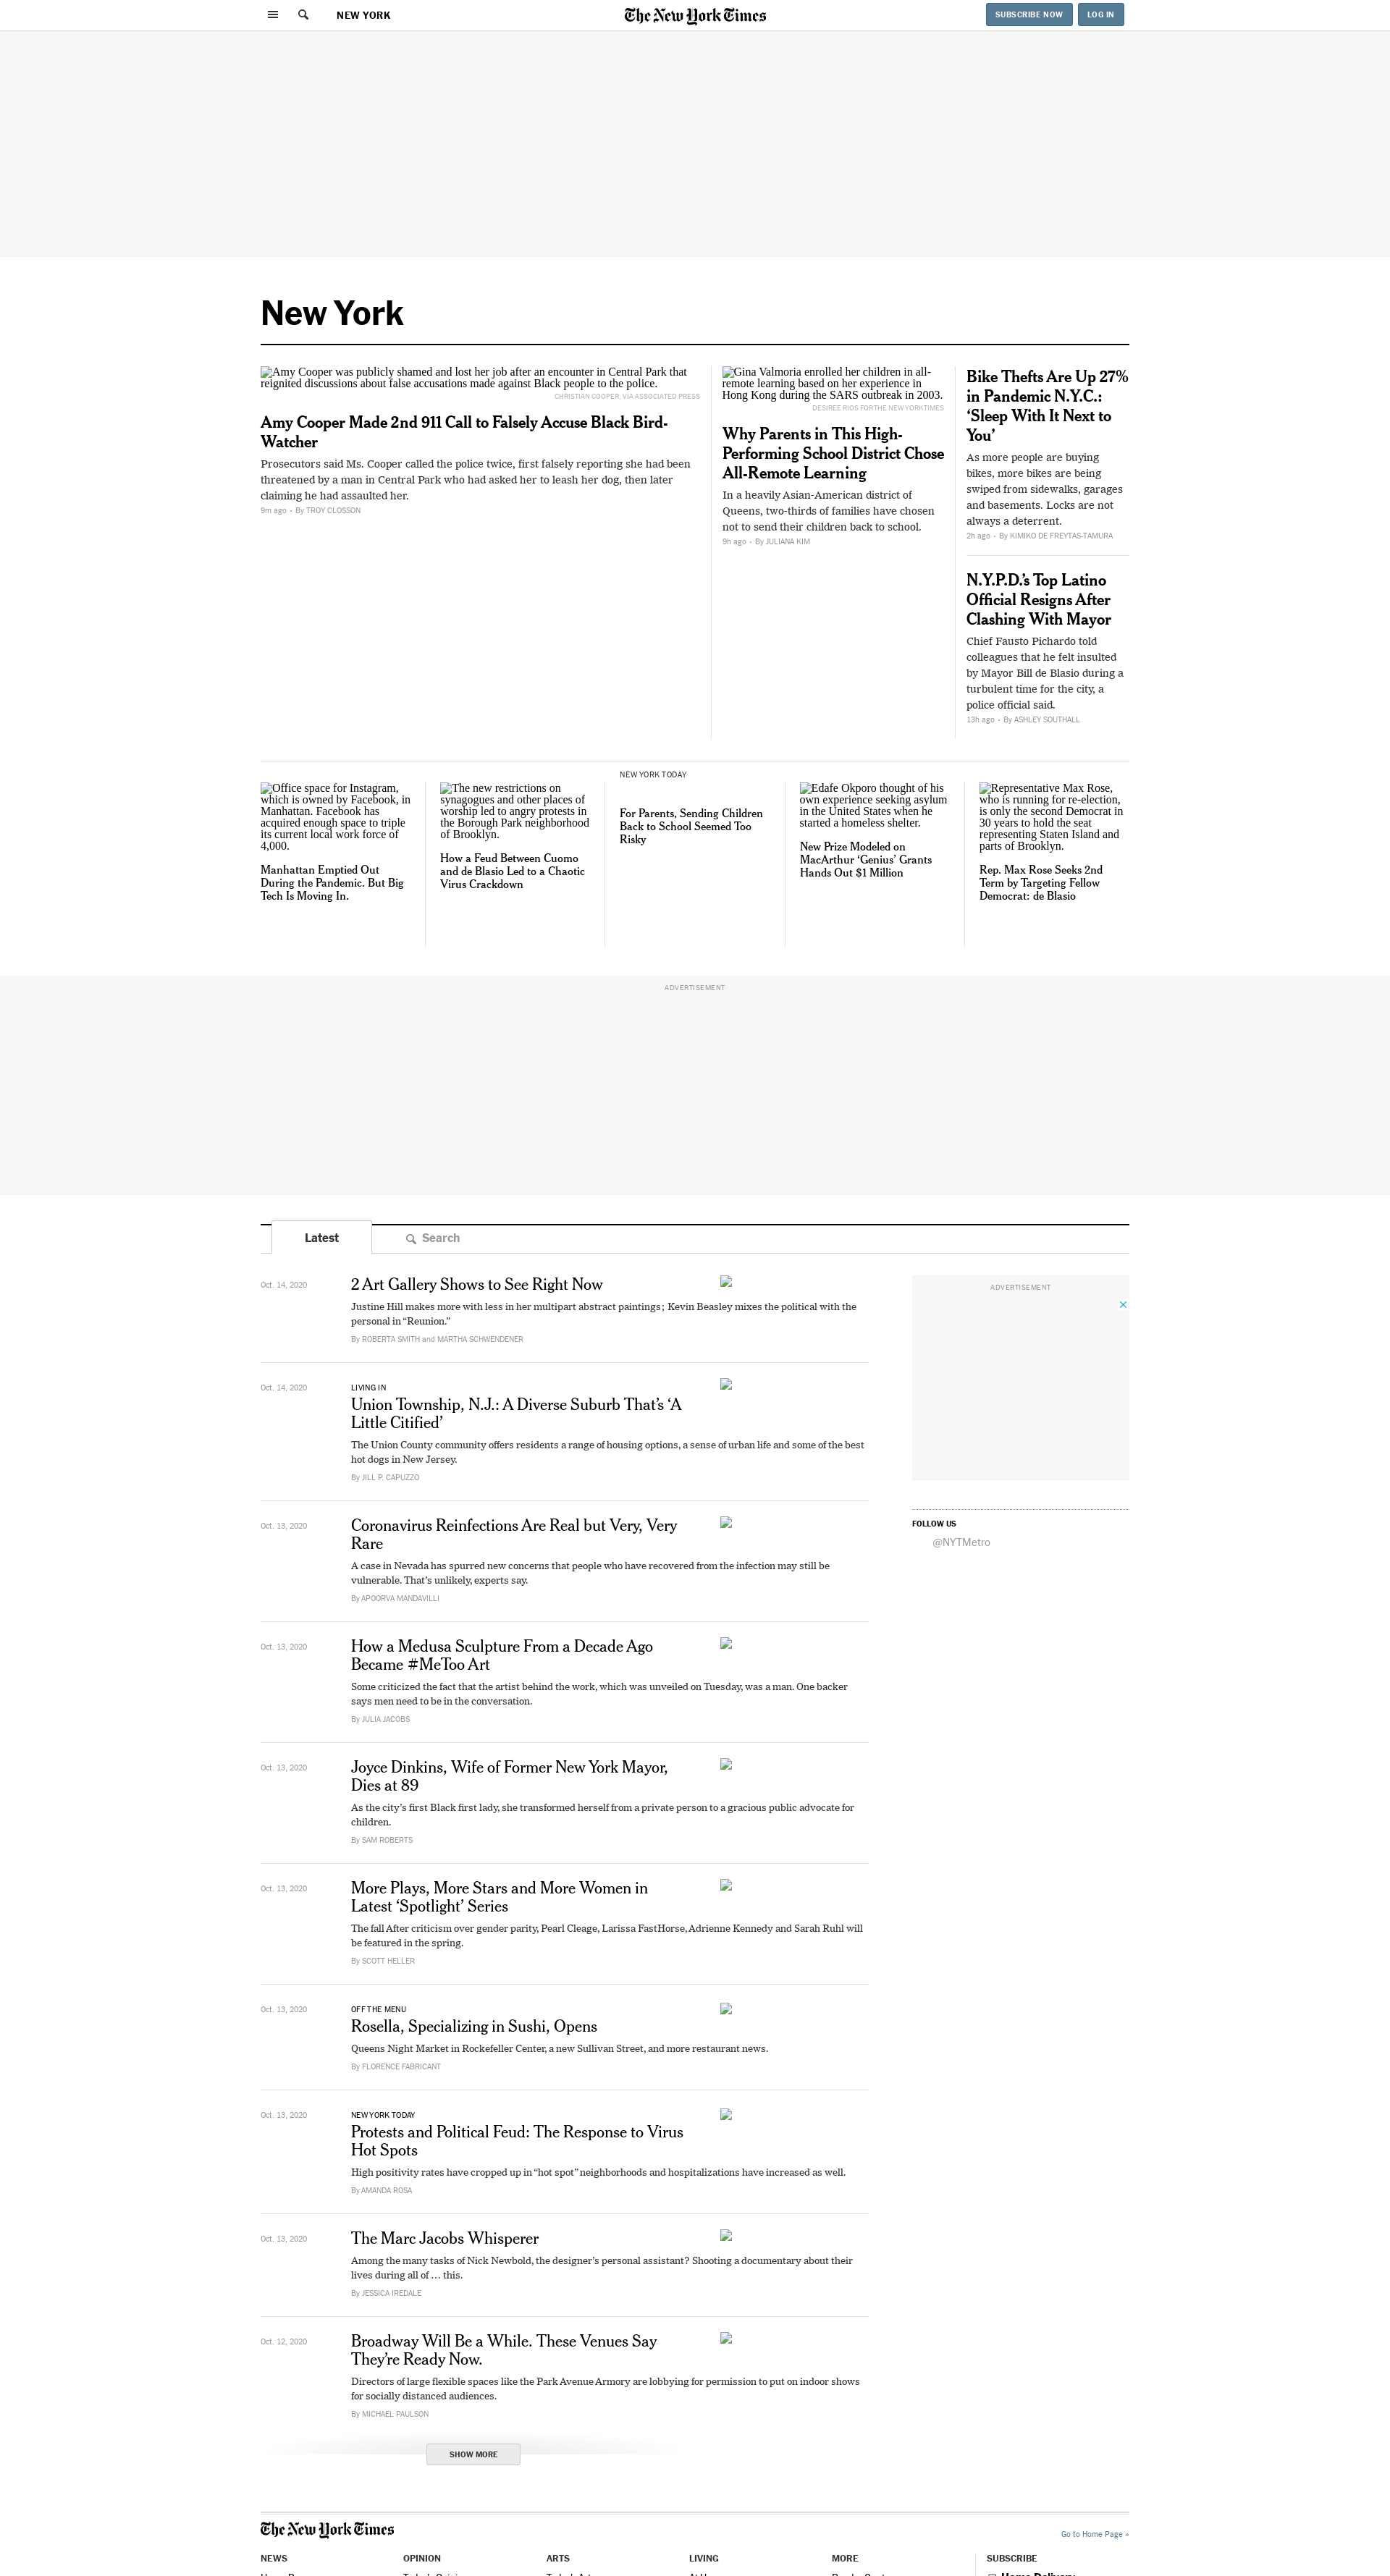 NEW YORK
The New York Times
SUBSCRIBE NOW
LOG IN
New York
Amy Cooper was publicly shamed and lost her job after an encounter in Central Park that
reignited discussions about false accusations made against Black people to the police.
CHRISTIAN COOPER, VIA ASSOCIATED PRESS
Amy Cooper Made 2nd 911 Call to Falsely Accuse Black Bird-
Watcher
Prosecutors said Ms. Cooper called the police twice, first falsely reporting she had been
threatened by a man in Central Park who had asked her to leash her dog, then later
claiming he had assaulted her.
9m ago • By TROY CLOSSON
Gina Valmoria enrolled her children in all-
remote learning based on her experience in
Hong Kong during the SARS outbreak in 2003.
DESIREE RIOS FOR THE NEW YORK TIMES
Why Parents in This High-
Performing School District Chose
All-Remote Learning
In a heavily Asian-American district of
Queens, two-thirds of families have chosen
not to send their children back to school.
9h ago • By JULIANA KIM
Bike Thefts Are Up 27%
in Pandemic N.Y.C.:
‘Sleep With It Next to
You’
As more people are buying
bikes, more bikes are being
swiped from sidewalks, garages
and basements. Locks are not
always a deterrent.
2h ago • By KIMIKO DE FREYTAS-TAMURA
N.Y.P.D.’s Top Latino
Official Resigns After
Clashing With Mayor
Chief Fausto Pichardo told
colleagues that he felt insulted
by Mayor Bill de Blasio during a
turbulent time for the city, a
police official said.
13h ago • By ASHLEY SOUTHALL
Office space for Instagram,
which is owned by Facebook, in
Manhattan. Facebook has
acquired enough space to triple
its current local work force of
4,000.
Manhattan Emptied Out
During the Pandemic. But Big
Tech Is Moving In.
The new restrictions on
synagogues and other places of
worship led to angry protests in
the Borough Park neighborhood
of Brooklyn.
How a Feud Between Cuomo
and de Blasio Led to a Chaotic
Virus Crackdown
NEW YORK TODAY
For Parents, Sending Children
Back to School Seemed Too
Risky
Edafe Okporo thought of his
own experience seeking asylum
in the United States when he
started a homeless shelter.
New Prize Modeled on
MacArthur ‘Genius’ Grants
Hands Out $1 Million
Representative Max Rose,
who is running for re-election,
is only the second Democrat in
30 years to hold the seat
representing Staten Island and
parts of Brooklyn.
Rep. Max Rose Seeks 2nd
Term by Targeting Fellow
Democrat: de Blasio
ADVERTISEMENT
Latest
Search
Oct. 14, 2020
2 Art Gallery Shows to See Right Now
Justine Hill makes more with less in her multipart abstract paintings; Kevin Beasley mixes the political with the
personal in “Reunion.”
By ROBERTA SMITH and MARTHA SCHWENDENER
ADVERTISEMENT
Oct. 14, 2020
LIVING IN
Union Township, N.J.: A Diverse Suburb That’s ‘A
Little Citified’
The Union County community offers residents a range of housing options, a sense of urban life and some of the best
hot dogs in New Jersey.
By JILL P. CAPUZZO
FOLLOW US
@NYTMetro
Oct. 13, 2020
Coronavirus Reinfections Are Real but Very, Very
Rare
A case in Nevada has spurred new concerns that people who have recovered from the infection may still be
vulnerable. That’s unlikely, experts say.
By APOORVA MANDAVILLI
Oct. 13, 2020
How a Medusa Sculpture From a Decade Ago
Became #MeToo Art
Some criticized the fact that the artist behind the work, which was unveiled on Tuesday, was a man. One backer
says men need to be in the conversation.
By JULIA JACOBS
Oct. 13, 2020
Joyce Dinkins, Wife of Former New York Mayor,
Dies at 89
As the city’s first Black first lady, she transformed herself from a private person to a gracious public advocate for
children.
By SAM ROBERTS
Oct. 13, 2020
More Plays, More Stars and More Women in
Latest ‘Spotlight’ Series
The fall After criticism over gender parity, Pearl Cleage, Larissa FastHorse, Adrienne Kennedy and Sarah Ruhl will
be featured in the spring.
By SCOTT HELLER
Oct. 13, 2020
OFF THE MENU
Rosella, Specializing in Sushi, Opens
Queens Night Market in Rockefeller Center, a new Sullivan Street, and more restaurant news.
By FLORENCE FABRICANT
Oct. 13, 2020
NEW YORK TODAY
Protests and Political Feud: The Response to Virus
Hot Spots
High positivity rates have cropped up in “hot spot” neighborhoods and hospitalizations have increased as well.
By AMANDA ROSA
Oct. 13, 2020
The Marc Jacobs Whisperer
Among the many tasks of Nick Newbold, the designer’s personal assistant? Shooting a documentary about their
lives during all of … this.
By JESSICA IREDALE
Oct. 12, 2020
Broadway Will Be a While. These Venues Say
They’re Ready Now.
Directors of large flexible spaces like the Park Avenue Armory are lobbying for permission to put on indoor shows
for socially distanced audiences.
By MICHAEL PAULSON
SHOW MORE
The New York Times
Go to Home Page »
NEWS
OPINION
ARTS
LIVING
MORE
SUBSCRIBE